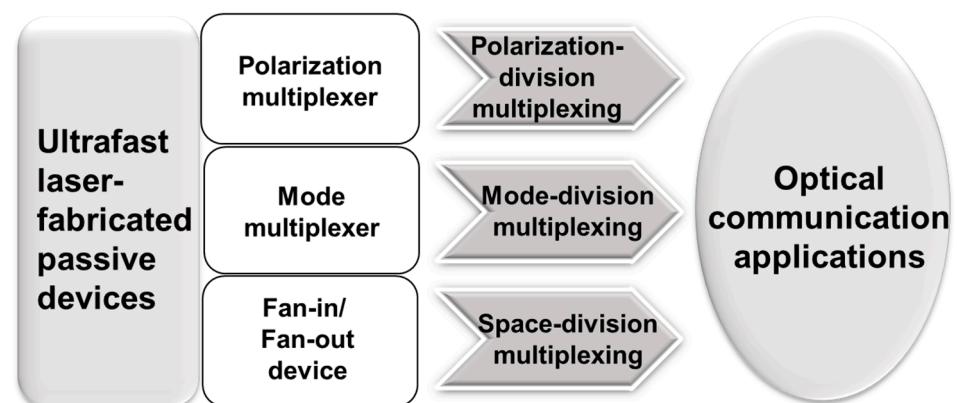 Ultrafast
laser-
fabricated
passive
devices
Polarization
multiplexer
Polarization-
division
multiplexing
Mode
multiplexer
Mode-division
multiplexing
Fan-in/
Fan-out
device
Space-division
multiplexing
Optical
communication
applications